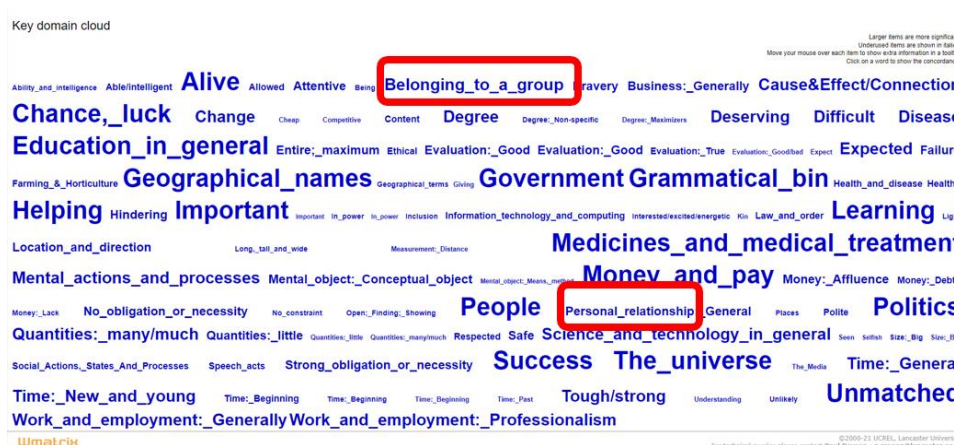 Key domain cloud
Larger items are more significa
Underused items are shown in itali
Move your mouse over each item to show extra information in a toolt
Click on a word to show the concordanc
Ability_and_intelligence Able/intelligent Alive Allowed Attentive Being Belonging_to_a_group Bravery Business:_Generally Cause&Effect/Connection
Chance,_luck Change Cheap Competitive Content Degree Degree:_Non-specific Degree:_Maximizers Deserving Difficult Disease
Education_in_general Entire;_maximum Ethical Evaluation:_Good Evaluation:_Good Evaluation:_True Evaluation:_Good/bad Expect Expected Failur
Farming_&_Horticulture Geographical_names Geographical_terms Giving Government Grammatical_bin Health_and_disease Health
Helping Hindering Important Important In_power In_power Inclusion Information_technology_and_computing Interested/excited/energetic Kin Law_and_order Learning Lig
Location_and_direction Long,_tall_and_wide Measurement:_Distance Medicines_and_medical_treatment
Mental_actions_and_processes Mental_object:_Conceptual_object Mental_object:_Means,_method Money_and_pay Money:_Affluence Money:_Debt
Money:_Lack No_obligation_or_necessity No_constraint Open;_Finding;_Showing People Personal_relationship:_General Places Polite Politics
Quantities:_many/much Quantities:_little Quantities:_little Quantities:_many/much Respected Safe Science_and_technology_in_general Seen Selfish Size:_Big Size:_B
Social_Actions,_States_And_Processes Speech_acts Strong_obligation_or_necessity Success The_universe The_Media Time:_Genera
Time:_New_and_young Time:_Beginning Time:_Beginning Time:_Beginning Time:_Past Tough/strong Understanding Unlikely Unmatched
Work_and_employment:_Generally Work_and_employment:_Professionalism
Wmatrix
©2000-21 UCREL, Lancaster Universi